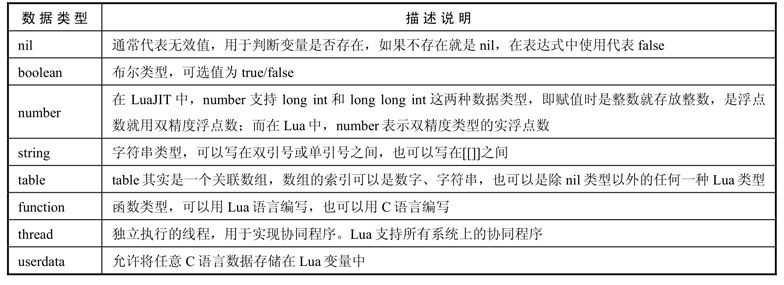 数据类型 描述说明
nil 通常代表无效值，用于判断变量是否存在，如果不存在就是 nil，在表达式中使用代表 false
boolean 布尔类型，可选值为 true/false
number 在 LuaJIT 中，number 支持 long int 和 long long int 这两种数据类型，即赋值时是整数就存放整数，是浮点
数就用双精度浮点数；而在 Lua 中，number 表示双精度类型的实浮点数
string 字符串类型，可以写在双引号或单引号之间，也可以写在[[]]之间
table table 其实是一个关联数组，数组的索引可以是数字、字符串，也可以是除 nil 类型以外的任何一种 Lua 类型
function 函数类型，可以用 Lua 语言编写，也可以用 C 语言编写
thread 独立执行的线程，用于实现协同程序。Lua 支持所有系统上的协同程序
userdata 允许将任意 C 语言数据存储在 Lua 变量中